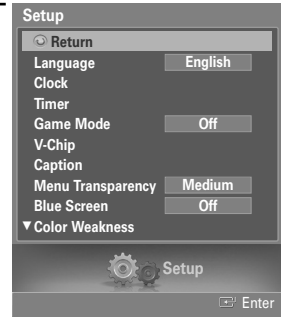 Setup
Return
Language English
Clock
Timer
Game Mode Off
V-Chip
Caption
Menu Transparency Medium
Blue Screen Off
▼Color Weakness
Setup
Enter